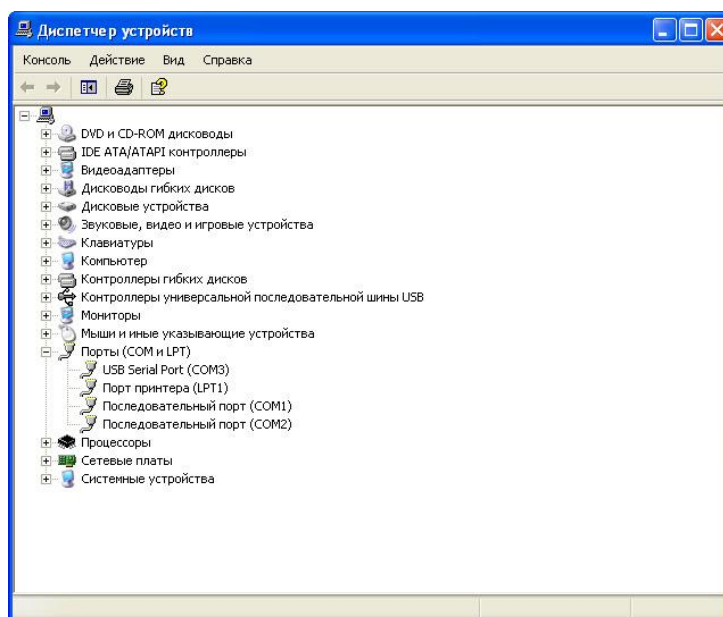 Диспетчер устройств
Консоль Действие Вид Справка
DVD и CD-ROM дисководы
IDE ATA/ATAPI контроллеры
Видеоадаптеры
Дисководы гибких дисков
Дисковые устройства
Звуковые, видео и игровые устройства
Клавиатуры
Компьютер
Контроллеры гибких дисков
Контроллеры универсальной последовательной шины USB
Мониторы
Мыши и иные указывающие устройства
Порты (COM и LPT)
USB Serial Port (COM3)
Порт принтера (LPT1)
Последовательный порт (COM1)
Последовательный порт (COM2)
Процессоры
Сетевые платы
Системные устройства